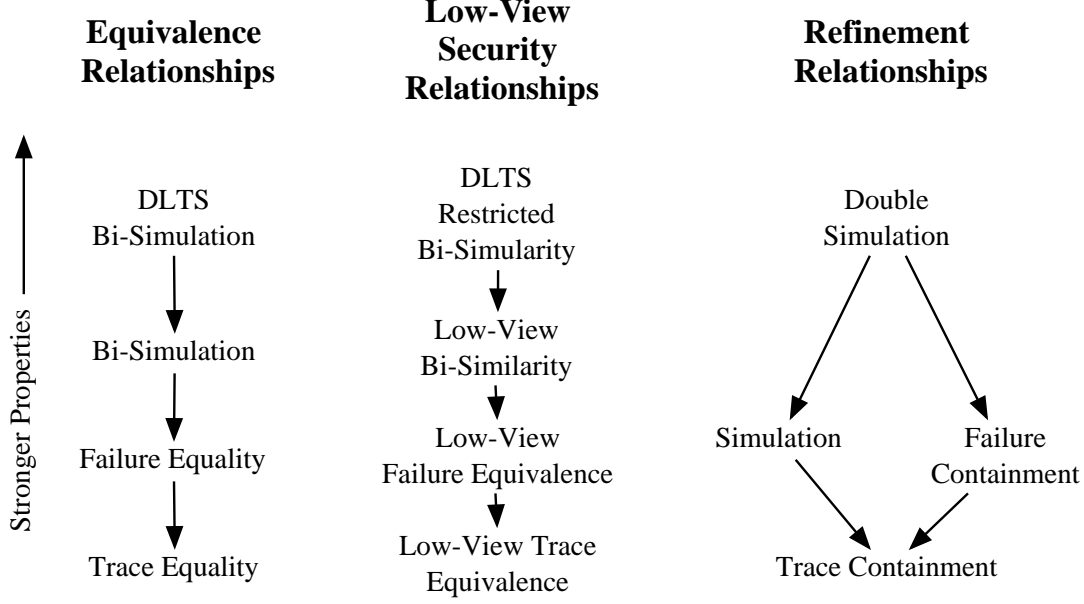 Equivalence
Relationships
Low-View
Security
Relationships
Refinement
Relationships
Stronger Properties
DLTS
Bi-Simulation
Bi-Simulation
Failure Equality
Trace Equality
DLTS
Restricted
Bi-Simularity
Low-View
Bi-Similarity
Low-View
Failure Equivalence
Low-View Trace
Equivalence
Double
Simulation
Simulation
Failure
Containment
Trace Containment